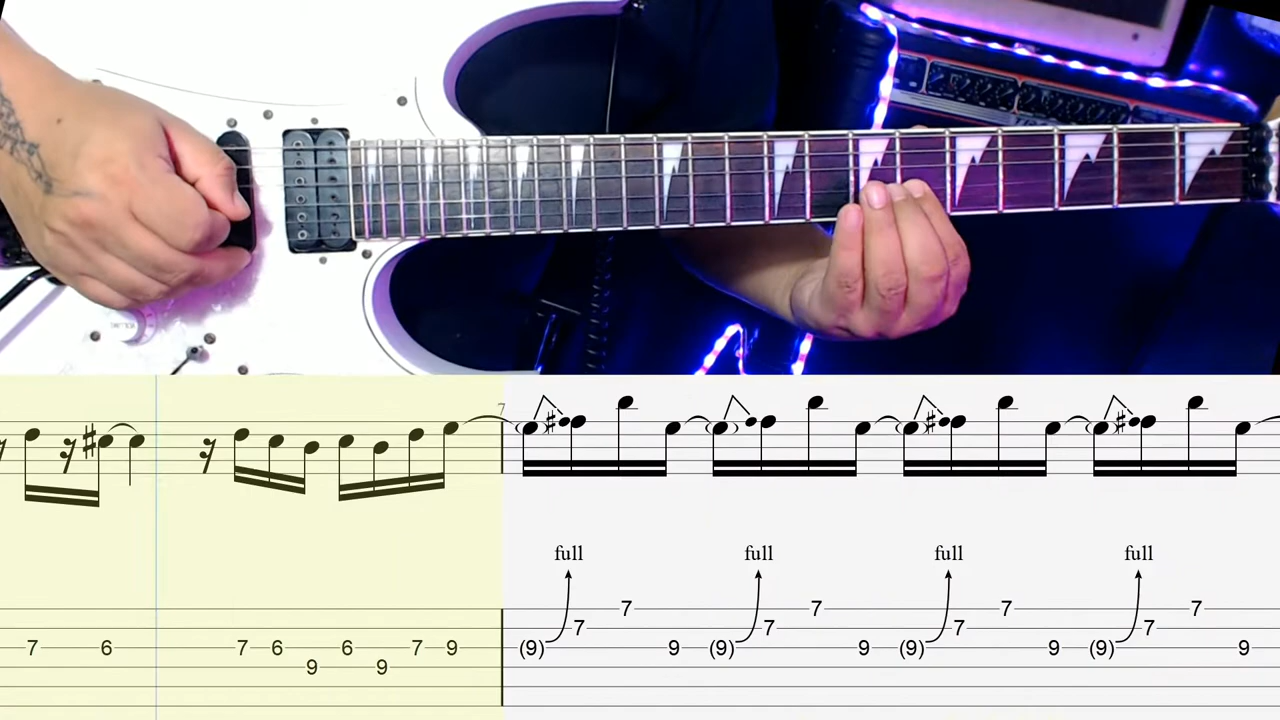 7
full full full full
7 7 7 7
7 7 7 7
7 6 7 6 6 7 9 (9) 9 (9) 9 (9) 9 (9) 9
9 9